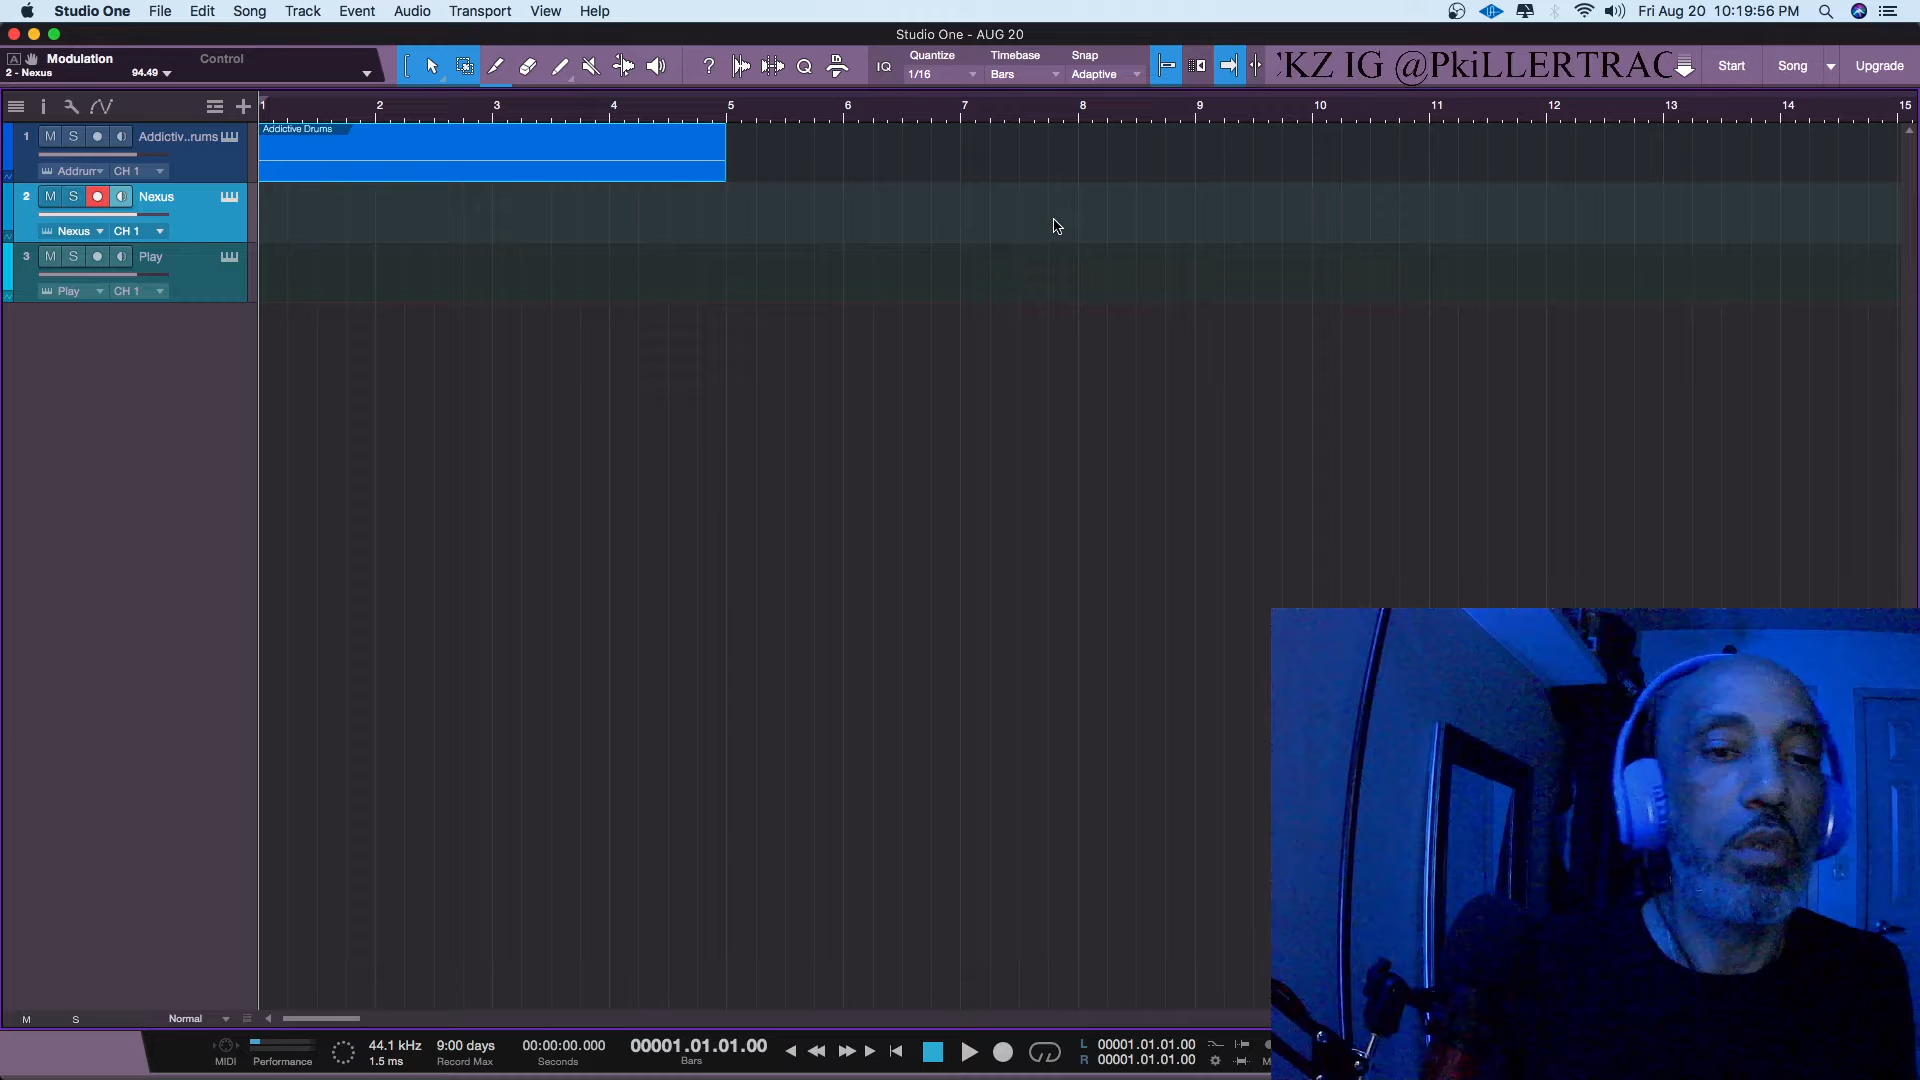 Studio One File Edit Song Track Event Audio Transport View Help
Fri Aug 20 10:19:56 PM
Studio One - AUG 20
A Modulation Control
2 - Nexus 94.49
Quantize Timebase Snap
IQ 1/16 Bars Adaptive
KZ IG @PkiLLERTRAC
Start Song Upgrade
1 2 3 4 5 6 7 8 9 10 11 12 13 14 15
1 M S Addictiv..rums
Addrum CH 1
Addictive Drums
2 M S Nexus
Nexus CH 1
3 M S Play
Play CH 1
M S Normal
MIDI
Performance
44.1 kHz
1.5 ms
9:00 days
Record Max
00:00:00.000
Seconds
00001.01.01.00
Bars
L 00001.01.01.00
R 00001.01.01.00